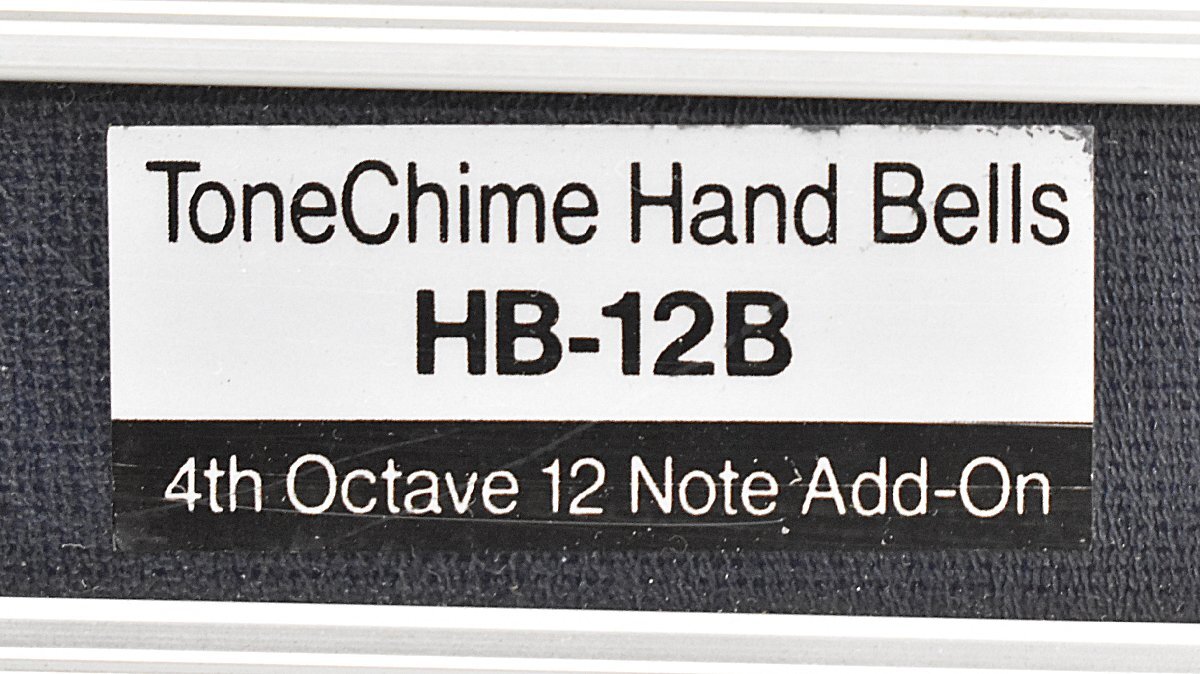 ToneChime Hand Bells
HB-12B
4th Octave 12 Note Add-On